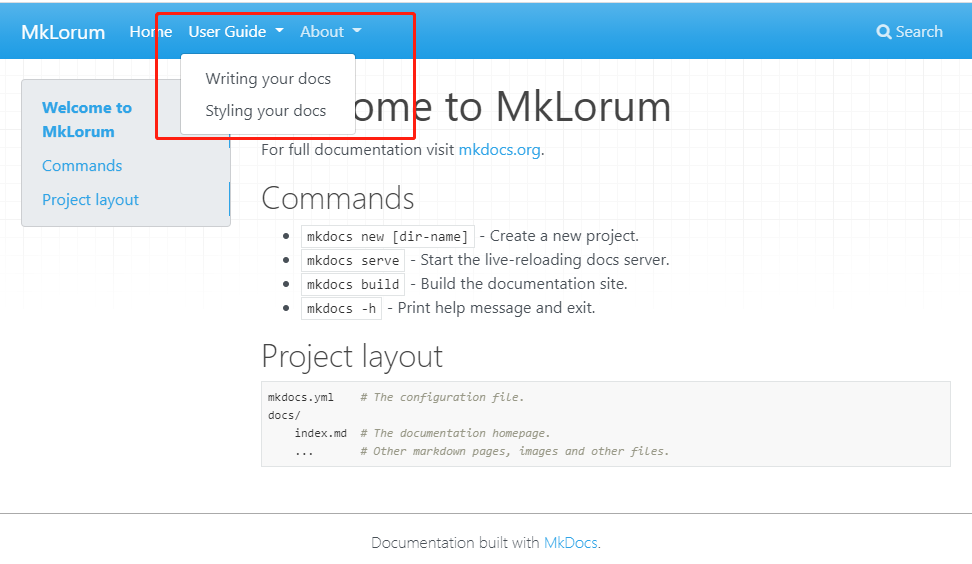 MkLorum Home User Guide About Search
Writing your docs
Styling your docs
Welcome to
MkLorum
Commands
Project layout
ome to MkLorum
For full documentation visit mkdocs.org.
Commands
mkdocs new [dir-name] - Create a new project.
mkdocs serve - Start the live-reloading docs server.
mkdocs build - Build the documentation site.
mkdocs -h - Print help message and exit.
Project layout
mkdocs.yml # The configuration file.
docs/
index.md # The documentation homepage.
... # Other markdown pages, images and other files.
Documentation built with MkDocs.